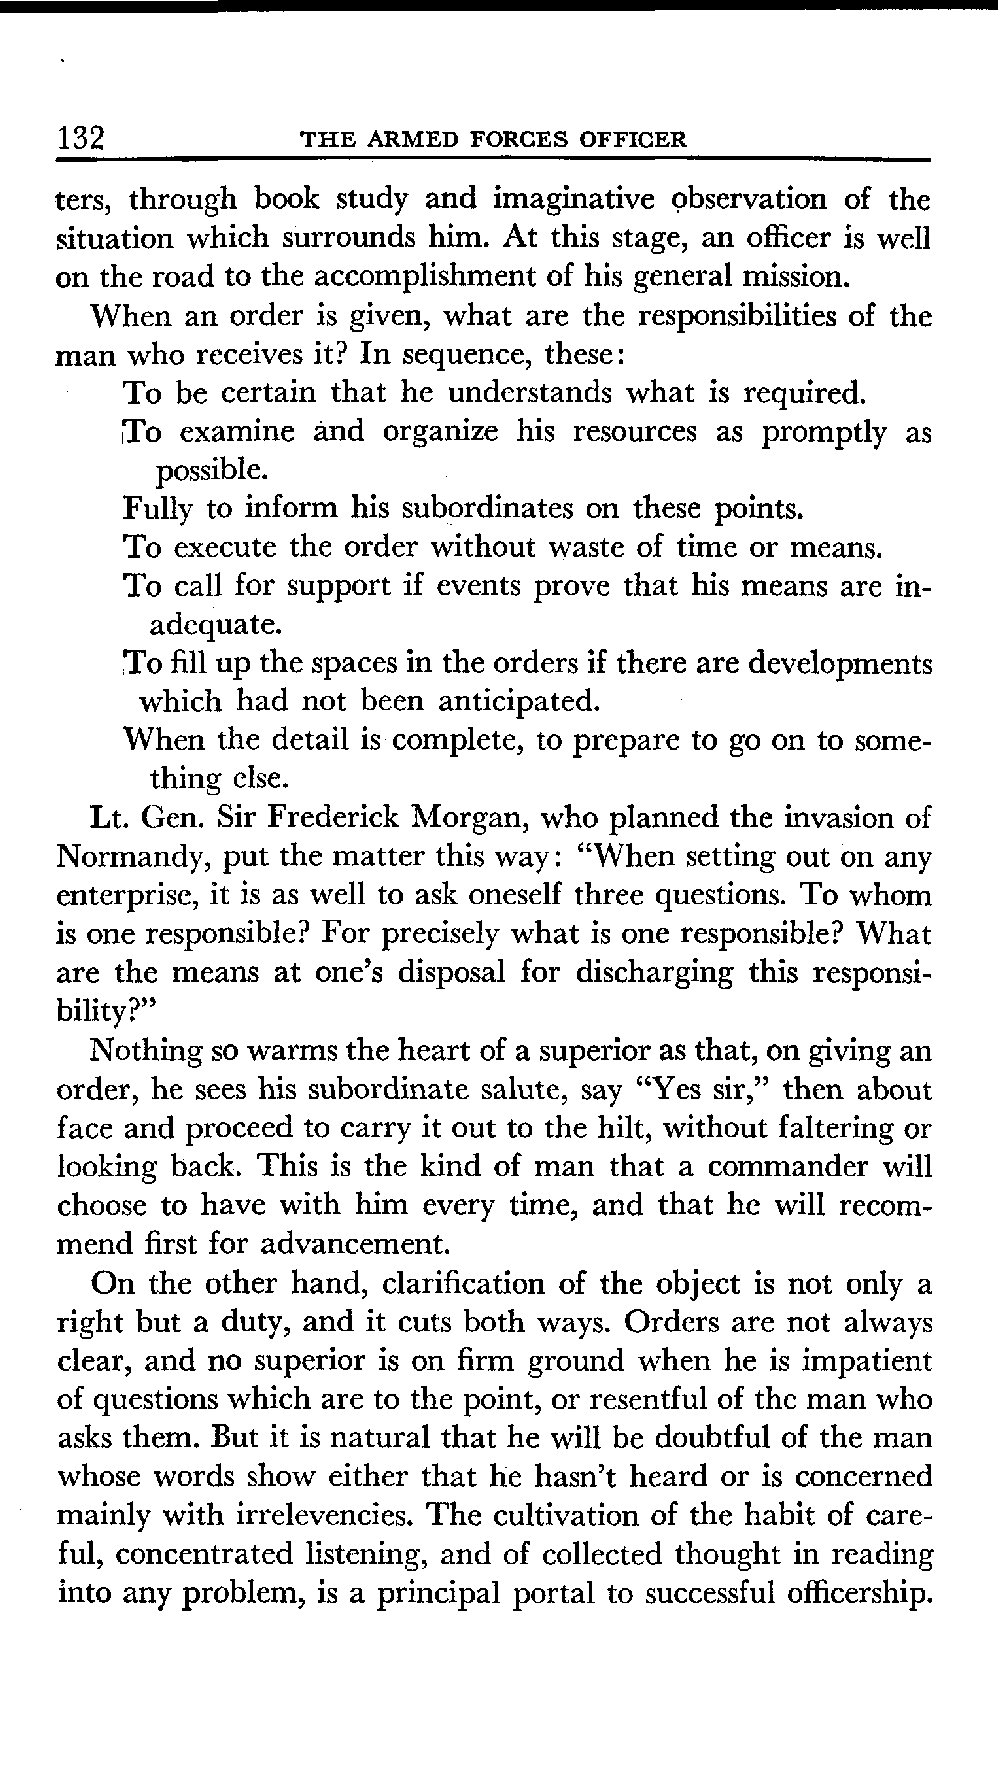 132 THE ARMED FORCES OFFICER
ters, through book study and imaginative observation of the
situation which surrounds him. At this stage, an officer is well
on the road to the accomplishment of his general mission.
When an order is given, what are the responsibilities of the
man who receives it? In sequence, these:
To be certain that he understands what is required.
To examine and organize his resources as promptly as
possible.
Fully to inform his subordinates on these points.
To execute the order without waste of time or means.
To call for support if events prove that his means are in-
adequate.
To fill up the spaces in the orders if there are developments
which had not been anticipated.
When the detail is complete, to prepare to go on to some-
thing else.
Lt. Gen. Sir Frederick Morgan, who planned the invasion of
Normandy, put the matter this way: “When setting out on any
enterprise, it is as well to ask oneself three questions. To whom
is one responsible? For precisely what is one responsible? What
are the means at one’s disposal for discharging this responsi-
bility?”
Nothing so warms the heart of a superior as that, on giving an
order, he sees his subordinate salute, say “Yes sir,” then about
face and proceed to carry it out to the hilt, without faltering or
looking back. This is the kind of man that a commander will
choose to have with him every time, and that he will recom-
mend first for advancement.
On the other hand, clarification of the object is not only a
right but a duty, and it cuts both ways. Orders are not always
clear, and no superior is on firm ground when he is impatient
of questions which are to the point, or resentful of the man who
asks them. But it is natural that he will be doubtful of the man
whose words show either that he hasn’t heard or is concerned
mainly with irrelevencies. The cultivation of the habit of care-
ful, concentrated listening, and of collected thought in reading
into any problem, is a principal portal to successful officership.